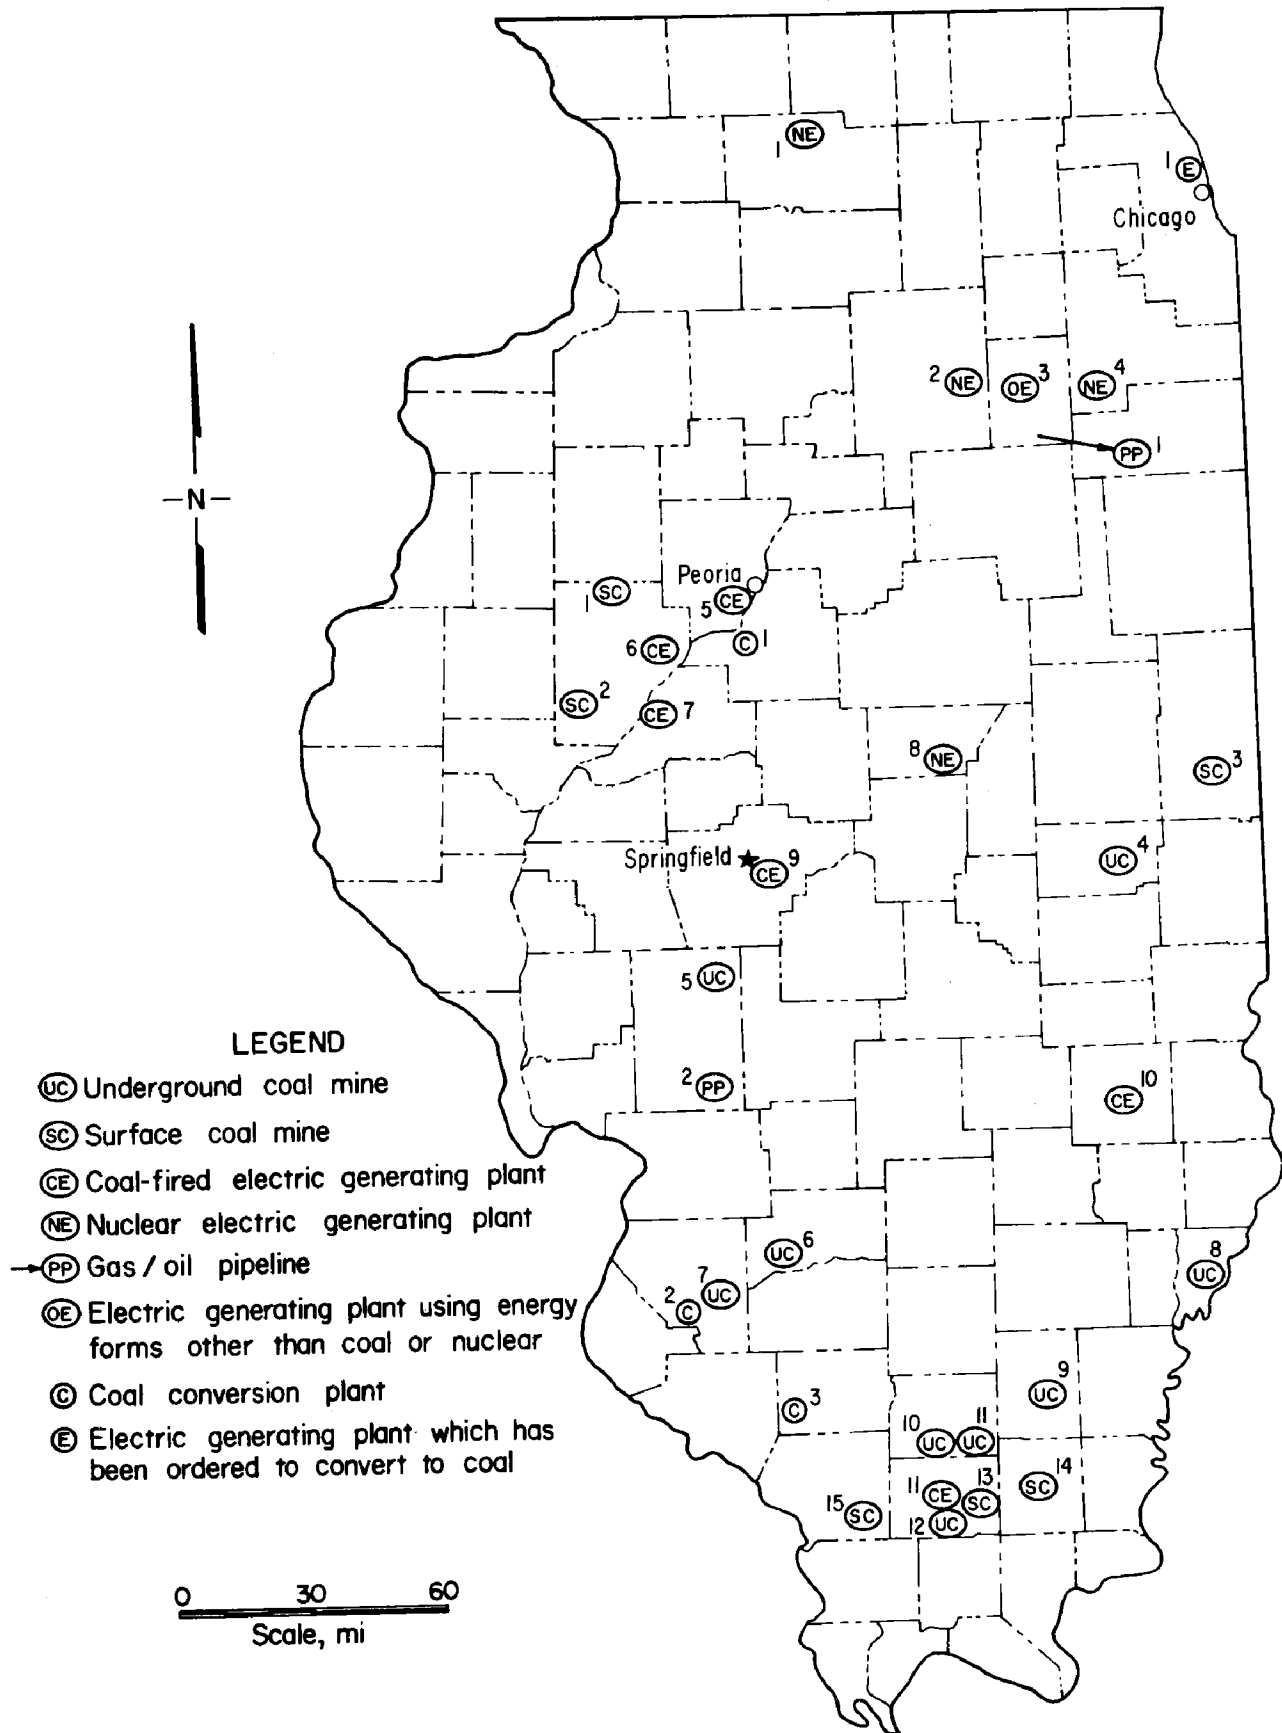 1 NE
1 E
Chicago
2 NE
OE 3
NE 4
PP 1
N
Peoria
SC 1
5 CE
C 1
6 CE
SC 2
CE 7
8 NE
SC 3
Springfield
CE 9
UC 4
5 UC
2 PP
CE 10
UC 6
UC 8
7 UC
2 C
UC 9
C 3
10 UC
11 UC
11 CE
13 SC
14 SC
15 SC
12 UC
LEGEND
UC Underground coal mine
SC Surface coal mine
CE Coal-fired electric generating plant
NE Nuclear electric generating plant
PP Gas/oil pipeline
OE Electric generating plant using energy
forms other than coal or nuclear
C Coal conversion plant
E Electric generating plant which has
been ordered to convert to coal
0 30 60
Scale, mi